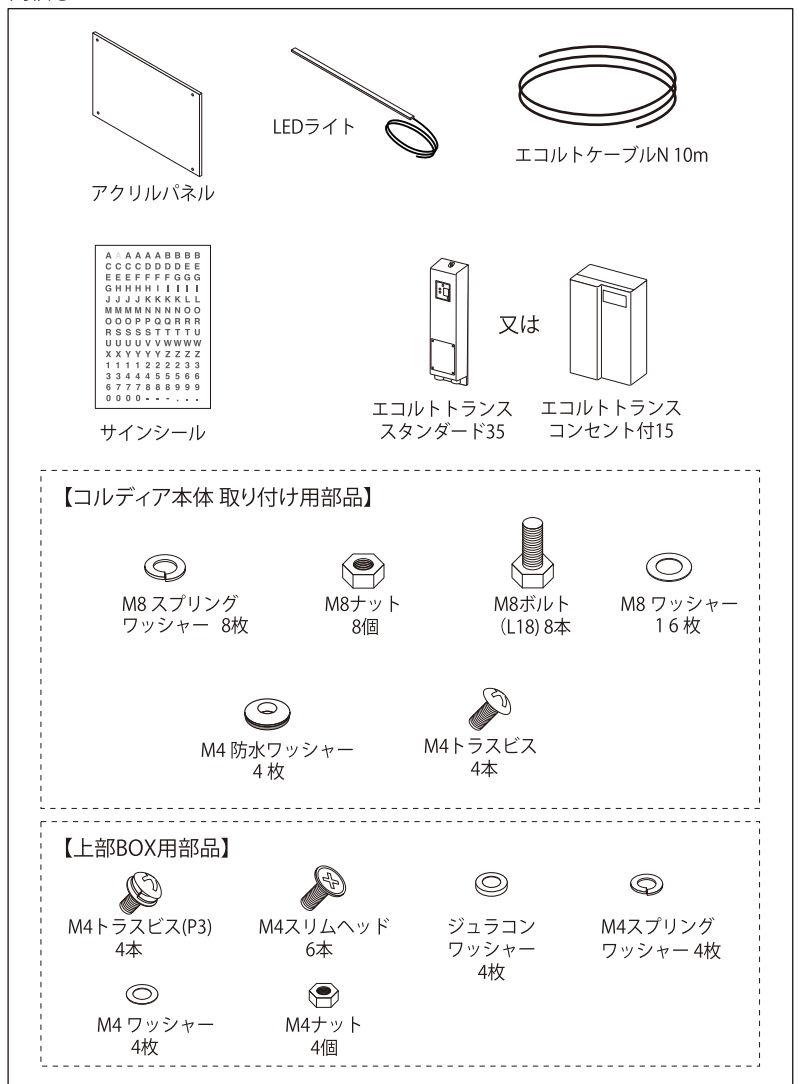 アクリルパネル
LEDライト
エコルトケーブルN 10m
A A A A A A B B B B
C C C C D D D D E E
E E E F F F F G G G
G H H H H I I I I I
J J J J K K K K L L
M M M M N N N N O O
O O O P P Q Q R R R
R S S S S T T T T U
U U U V V W W W W
X X Y Y Y Y Z Z Z Z
1 1 1 1 2 2 2 2 3 3
3 3 4 4 4 5 5 6 6 6
6 7 7 7 8 8 8 9 9 9
0 0 0 0 - - - . . .
サインシール
又は
エコルトトランス
スタンダード35
エコルトトランス
コンセント付15
【コルディア本体 取り付け用部品】
M8 スプリング
ワッシャー 8枚
M8ナット
8個
M8ボルト
(L18) 8本
M8 ワッシャー
1 6 枚
M4 防水ワッシャー
4 枚
M4トラスビス
4本
【上部BOX用部品】
M4トラスビス(P3)
4本
M4スリムヘッド
6本
ジュラコン
ワッシャー
4枚
M4スプリング
ワッシャー 4枚
M4 ワッシャー
4枚
M4ナット
4個